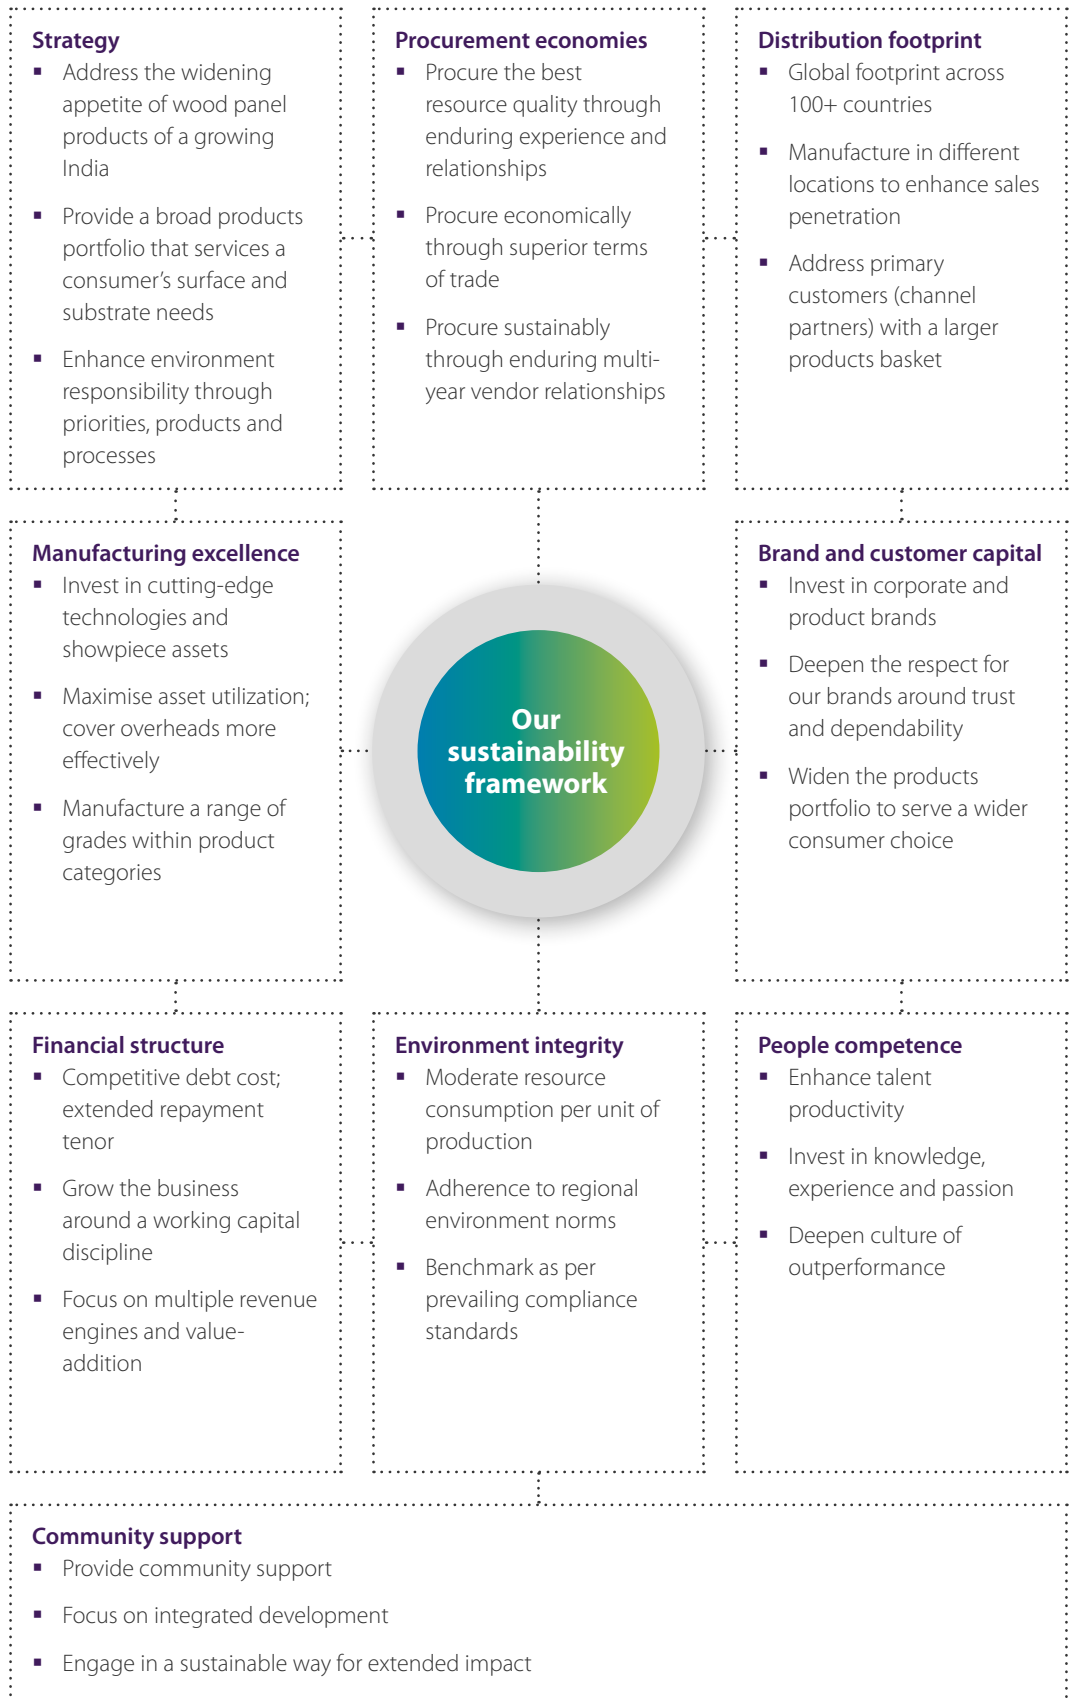 Strategy
▪ Address the widening
appetite of wood panel
products of a growing
India
▪ Provide a broad products
portfolio that services a
consumer’s surface and
substrate needs
▪ Enhance environment
responsibility through
priorities, products and
processes
Procurement economies
▪ Procure the best
resource quality through
enduring experience and
relationships
▪ Procure economically
through superior terms
of trade
▪ Procure sustainably
through enduring multi-
year vendor relationships
Distribution footprint
▪ Global footprint across
100+ countries
▪ Manufacture in different
locations to enhance sales
penetration
▪ Address primary
customers (channel
partners) with a larger
products basket
Manufacturing excellence
▪ Invest in cutting-edge
technologies and
showpiece assets
▪ Maximise asset utilization;
cover overheads more
effectively
▪ Manufacture a range of
grades within product
categories
Our
sustainability
framework
Brand and customer capital
▪ Invest in corporate and
product brands
▪ Deepen the respect for
our brands around trust
and dependability
▪ Widen the products
portfolio to serve a wider
consumer choice
Financial structure
▪ Competitive debt cost;
extended repayment
tenor
▪ Grow the business
around a working capital
discipline
▪ Focus on multiple revenue
engines and value-
addition
Environment integrity
▪ Moderate resource
consumption per unit of
production
▪ Adherence to regional
environment norms
▪ Benchmark as per
prevailing compliance
standards
People competence
▪ Enhance talent
productivity
▪ Invest in knowledge,
experience and passion
▪ Deepen culture of
outperformance
Community support
▪ Provide community support
▪ Focus on integrated development
▪ Engage in a sustainable way for extended impact